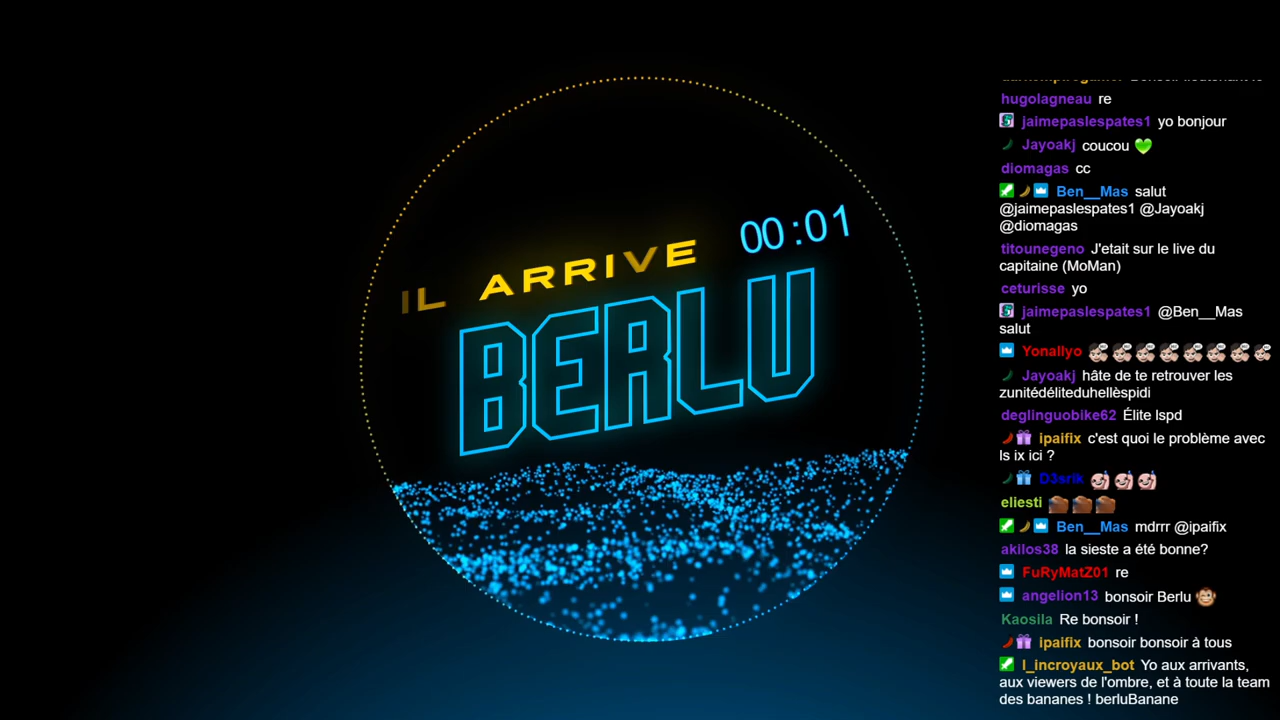 IL ARRIVE
00:01
BERLU
hugolagneau re
jaimepaslespates1 yo bonjour
Jayoakj coucou
diomagas cc
Ben__Mas salut
@jaimepaslespates1 @Jayoakj
@diomagas
titounegeno J'etait sur le live du
capitaine (MoMan)
ceturisse yo
jaimepaslespates1 @Ben__Mas
salut
Yonallyo
Jayoakj hâte de te retrouver les
zunitédéliteduhellèspidi
deglinguobike62 Élite lspd
ipaifix c'est quoi le problème avec
ls ix ici ?
D3srik
eliesti
Ben__Mas mdrrr @ipaifix
akilos38 la sieste a été bonne?
FuRyMatZ01 re
angelion13 bonsoir Berlu
Kaosila Re bonsoir !
ipaifix bonsoir bonsoir à tous
l_incroyaux_bot Yo aux arrivants,
aux viewers de l'ombre, et à toute la team
des bananes ! berluBanane